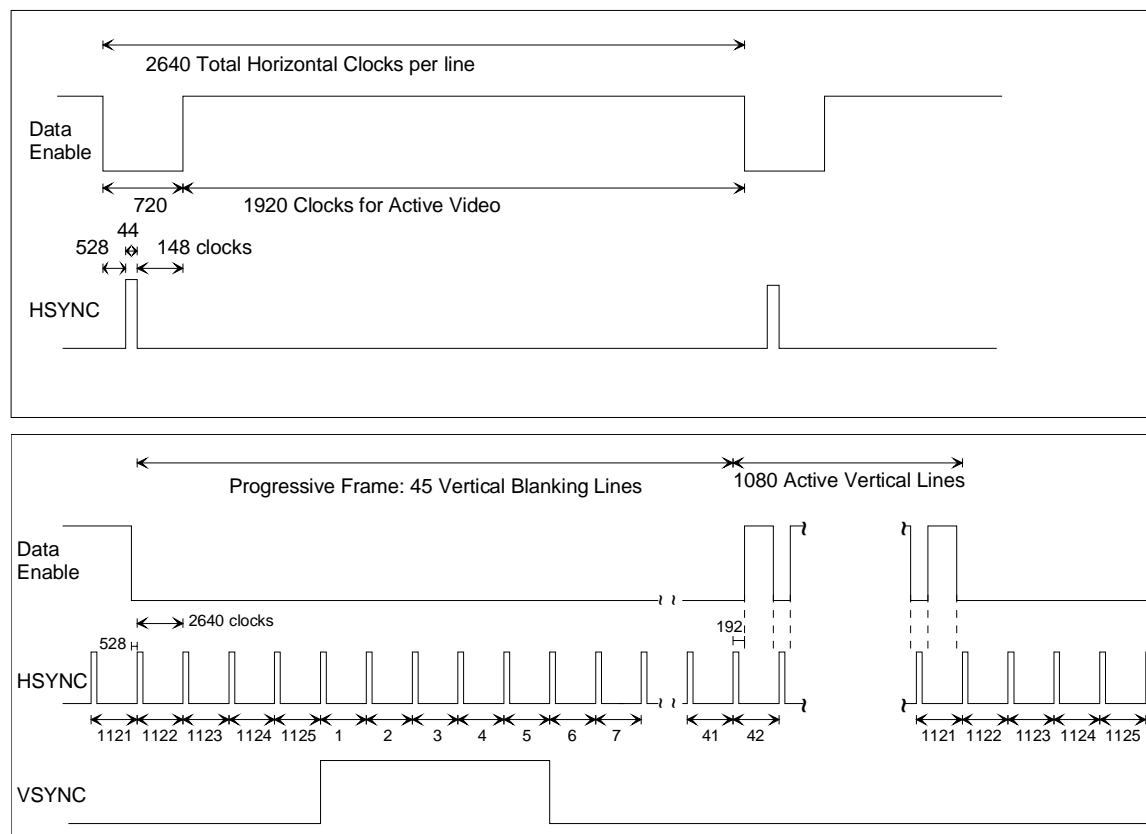 2640 Total Horizontal Clocks per line
Data
Enable
720
1920 Clocks for Active Video
44
528
148 clocks
HSYNC
Progressive Frame: 45 Vertical Blanking Lines
1080 Active Vertical Lines
Data
Enable
2640 clocks
528
192
HSYNC
1121 1122 1123 1124 1125 1 2 3 4 5 6 7 41 42 1121 1122 1123 1124 1125
VSYNC